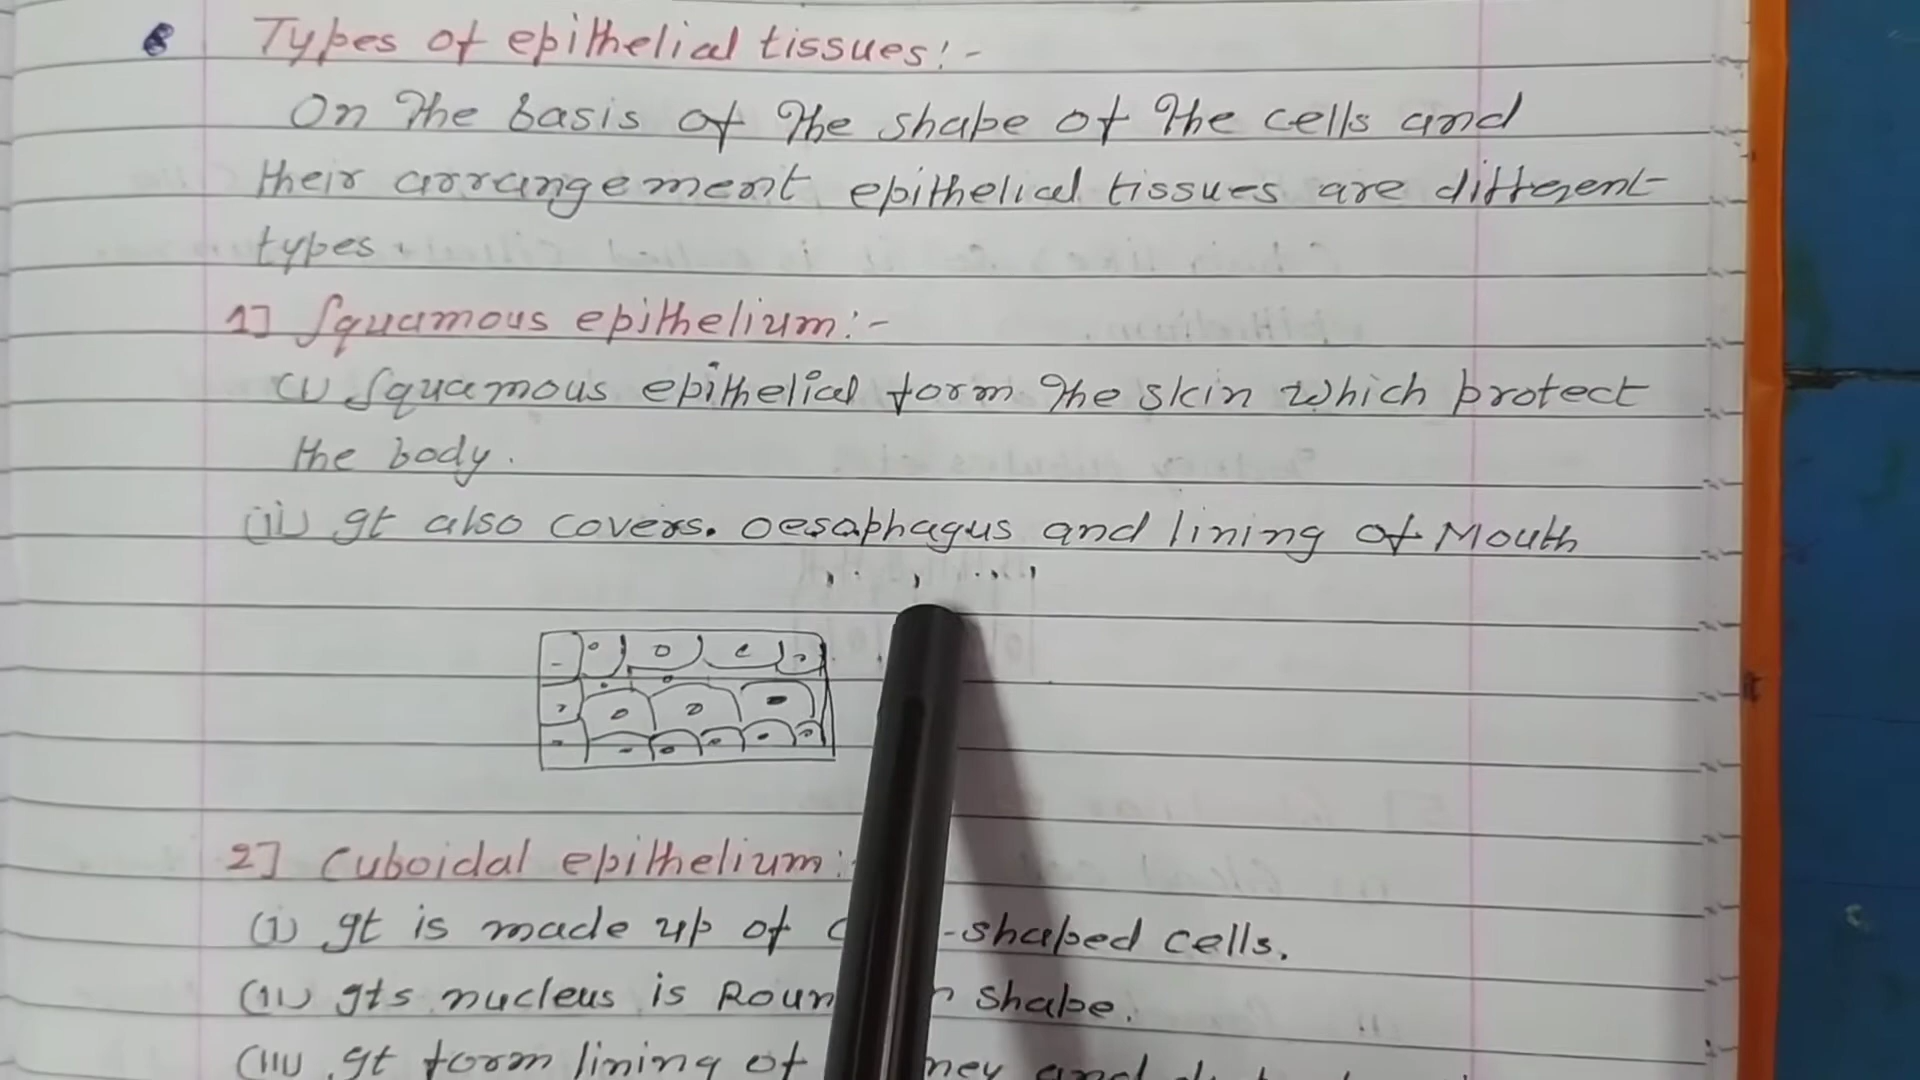 Types of epithelial tissues:-
On the basis of the shape of the cells and
their arrangement epithelial tissues are different
types.
1] Squamous epithelium:-
(i) Squamous epithelial form the skin which protect
the body.
(ii) It also covers. oesaphagus and lining of Mouth
2] Cuboidal epithelium:
(i) It is made up of -shaped cells.
(ii) Its nucleus is shape.
(iii) It form lining of and